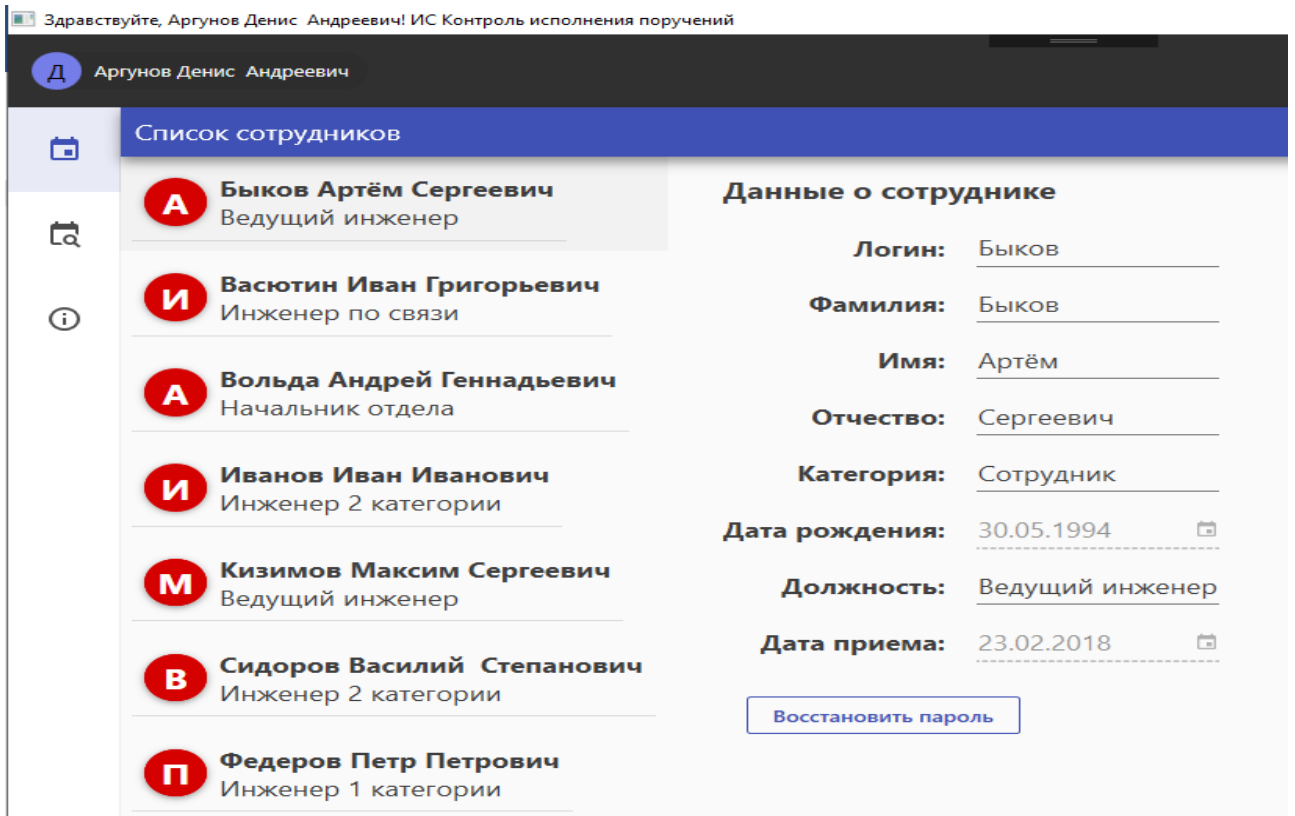 Здравствуйте, Аргунов Денис  Андреевич! ИС Контроль исполнения поручений
Д Аргунов Денис  Андреевич
Список сотрудников
А
Быков Артём Сергеевич
Ведущий инженер
И
Васютин Иван Григорьевич
Инженер по связи
А
Вольда Андрей Геннадьевич
Начальник отдела
И
Иванов Иван Иванович
Инженер 2 категории
М
Кизимов Максим Сергеевич
Ведущий инженер
В
Сидоров Василий  Степанович
Инженер 2 категории
П
Федеров Петр Петрович
Инженер 1 категории
Данные о сотруднике
Логин: Быков
Фамилия: Быков
Имя: Артём
Отчество: Сергеевич
Категория: Сотрудник
Дата рождения: 30.05.1994
Должность: Ведущий инженер
Дата приема: 23.02.2018
Восстановить пароль